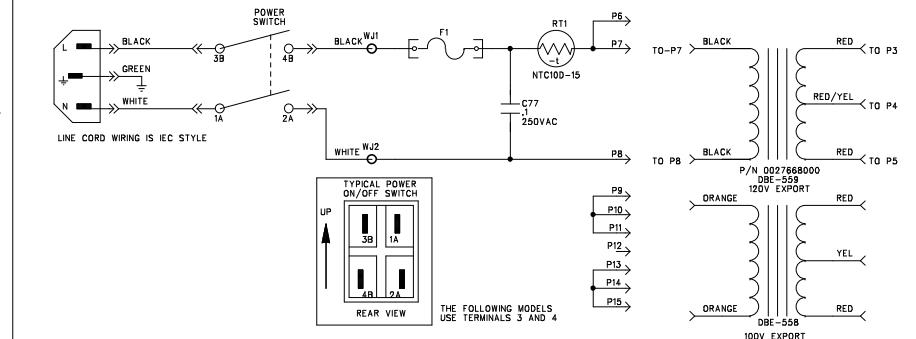 POWER
SWITCH
L
BLACK
3B
4B
BLACK
WJ1
F1
RT1
-t
NTC10D-15
P6
P7
TO-P7
BLACK
RED
TO P3
GREEN
N
WHITE
1A
2A
C77
.1
250VAC
RED/YEL
TO P4
LINE CORD WIRING IS IEC STYLE
WHITE
WJ2
P8
TO P8
BLACK
RED
TO P5
P/N 0027668000
DBE-559
120V EXPORT
TYPICAL POWER
ON/OFF SWITCH
UP
3B
1A
4B
2A
REAR VIEW
THE FOLLOWING MODELS
USE TERMINALS 3 AND 4
P9
P10
P11
P12
P13
P14
P15
ORANGE
RED
YEL
ORANGE
RED
DBE-558
100V EXPORT